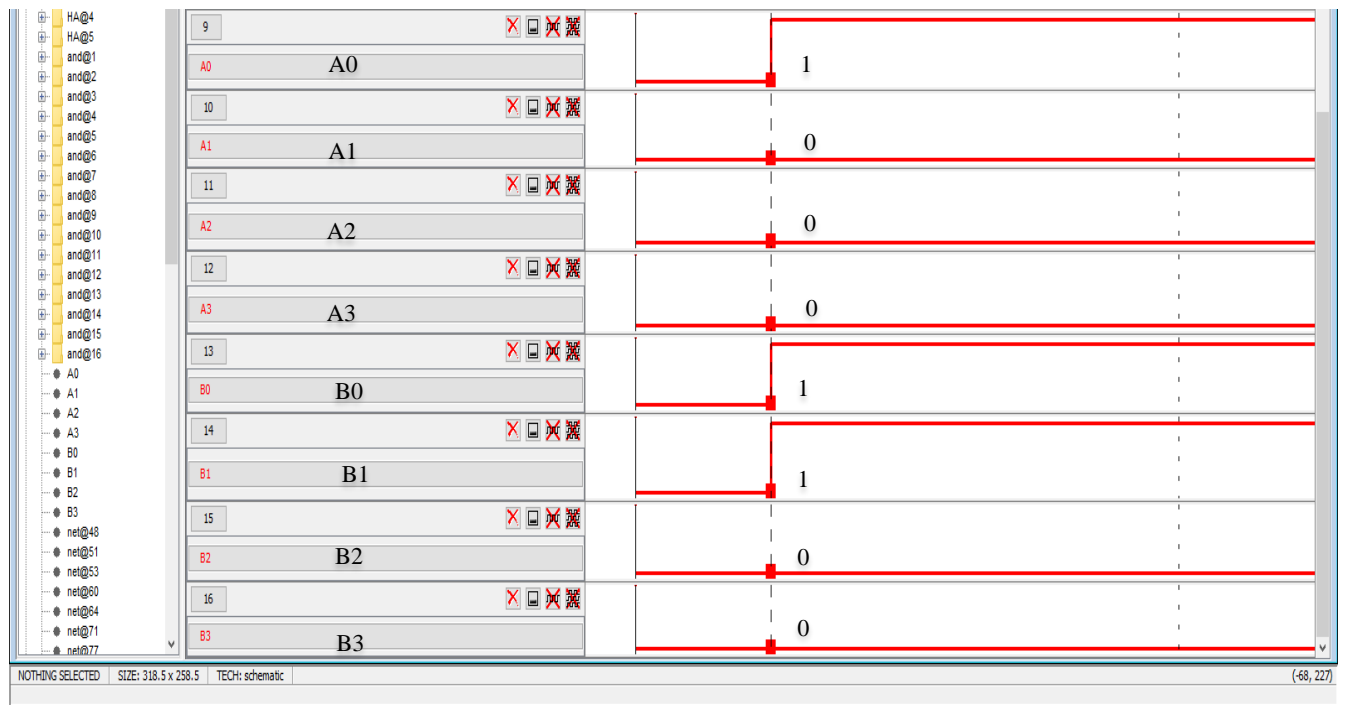 HA@4
HA@5
and@1
and@2
and@3
and@4
and@5
and@6
and@7
and@8
and@9
and@10
and@11
and@12
and@13
and@14
and@15
and@16
A0
A1
A2
A3
B0
B1
B2
B3
net@48
net@51
net@53
net@60
net@64
net@71
net@77
9
A0 A0 1
10
A1 A1 0
11
A2 A2 0
12
A3 A3 0
13
B0 B0 1
14
B1 B1 1
15
B2 B2 0
16
B3 B3 0
NOTHING SELECTED SIZE: 318.5 x 258.5 TECH: schematic (-68, 227)